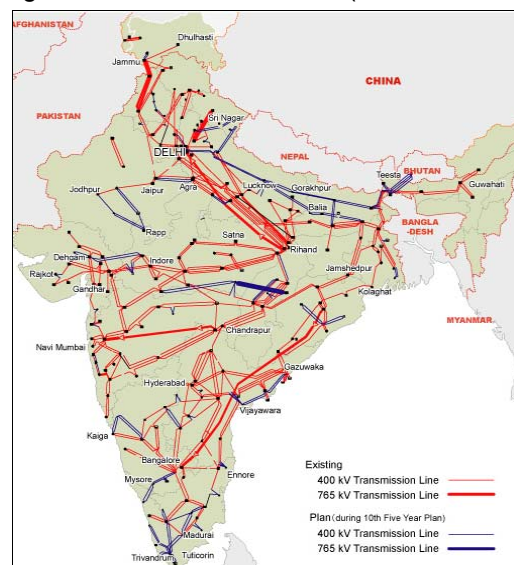 AFGHANISTAN
Dhulhasti
Jammu
CHINA
PAKISTAN
Sri Nagar
DELHI
NEPAL
BHUTAN
Teesta
Lucknow
Gorakhpur
Guwahati
Jodhpur
Jaipur
Agra
Balia
BANGLA
-DESH
Rapp
Satna
Dehgam
Indore
Rihand
Rajkot
Jamshedpur
Gandhar
Kolaghat
MYANMAR
Navi Mumbai
Chandrapur
Gazuwaka
Hyderabad
Vijayawara
Kaiga
Bangalore
Mysore
Ennore
Madurai
Tuticorin
Trivandrum
Existing
400 kV Transmission Line
765 kV Transmission Line
Plan (during 10th Five Year Plan)
400 kV Transmission Line
765 kV Transmission Line